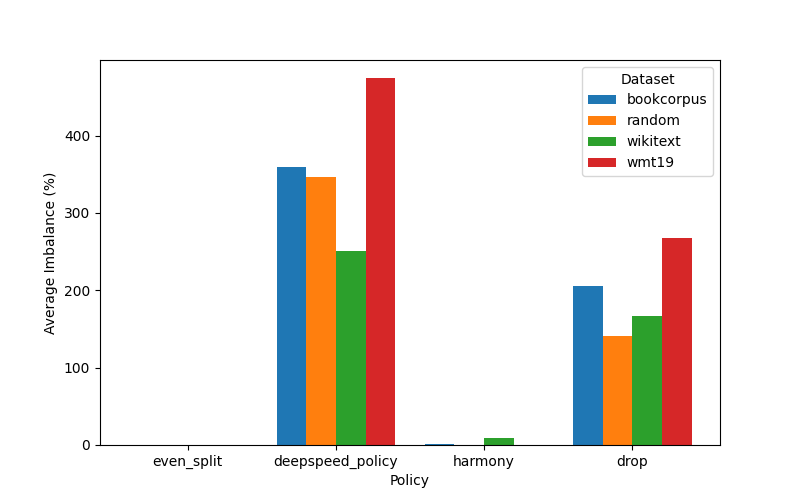 Dataset
bookcorpus
random
wikitext
wmt19
Average Imbalance (%)
400
300
200
100
0
even_split deepspeed_policy harmony drop
Policy